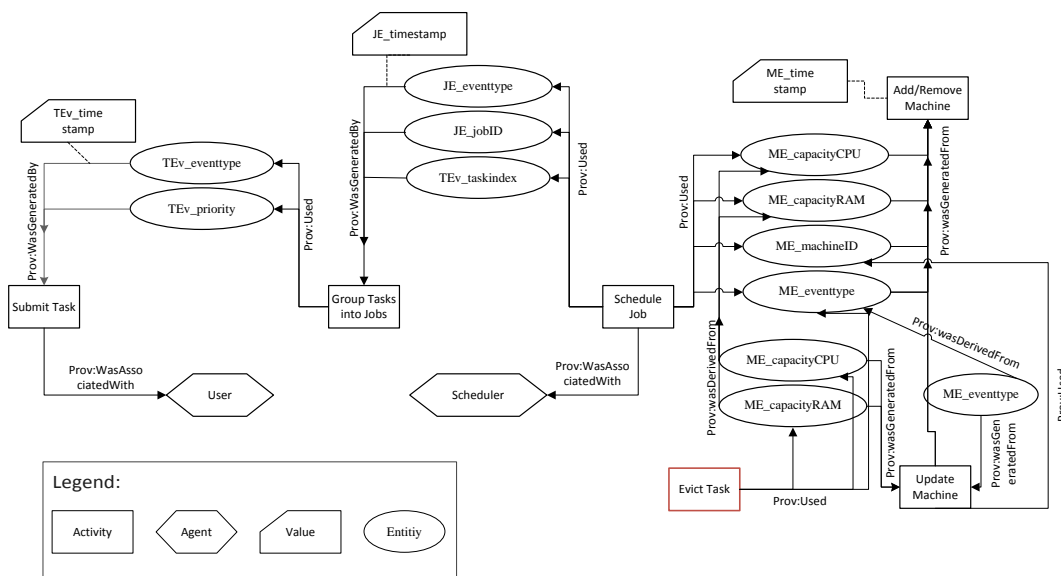 JE_timestamp
ME_time
stamp
Add/Remove
Machine
JE_eventtype
TEv_time
stamp
JE_jobID
ME_capacityCPU
TEv_eventtype
TEv_taskindex
ME_capacityRAM
TEv_priority
Prov:WasGeneratedBy
Prov:Used
Prov:WasGeneratedBy
Prov:Used
Prov:Used
Prov:wasGeneratedFrom
ME_machineID
Submit Task
Group Tasks
into Jobs
Schedule
Job
ME_eventtype
Prov:wasDerivedFrom
Prov:WasAsso
ciatedWith
Prov:WasAsso
ciatedWith
ME_capacityCPU
User
Scheduler
Prov:wasDerivedFrom
ME_capacityRAM
Prov:wasGeneratedFrom
ME_eventtype
Prov:Used
Prov:wasGen
eratedFrom
Evict Task
Prov:Used
Update
Machine
Legend:
Activity
Agent
Value
Entitiy